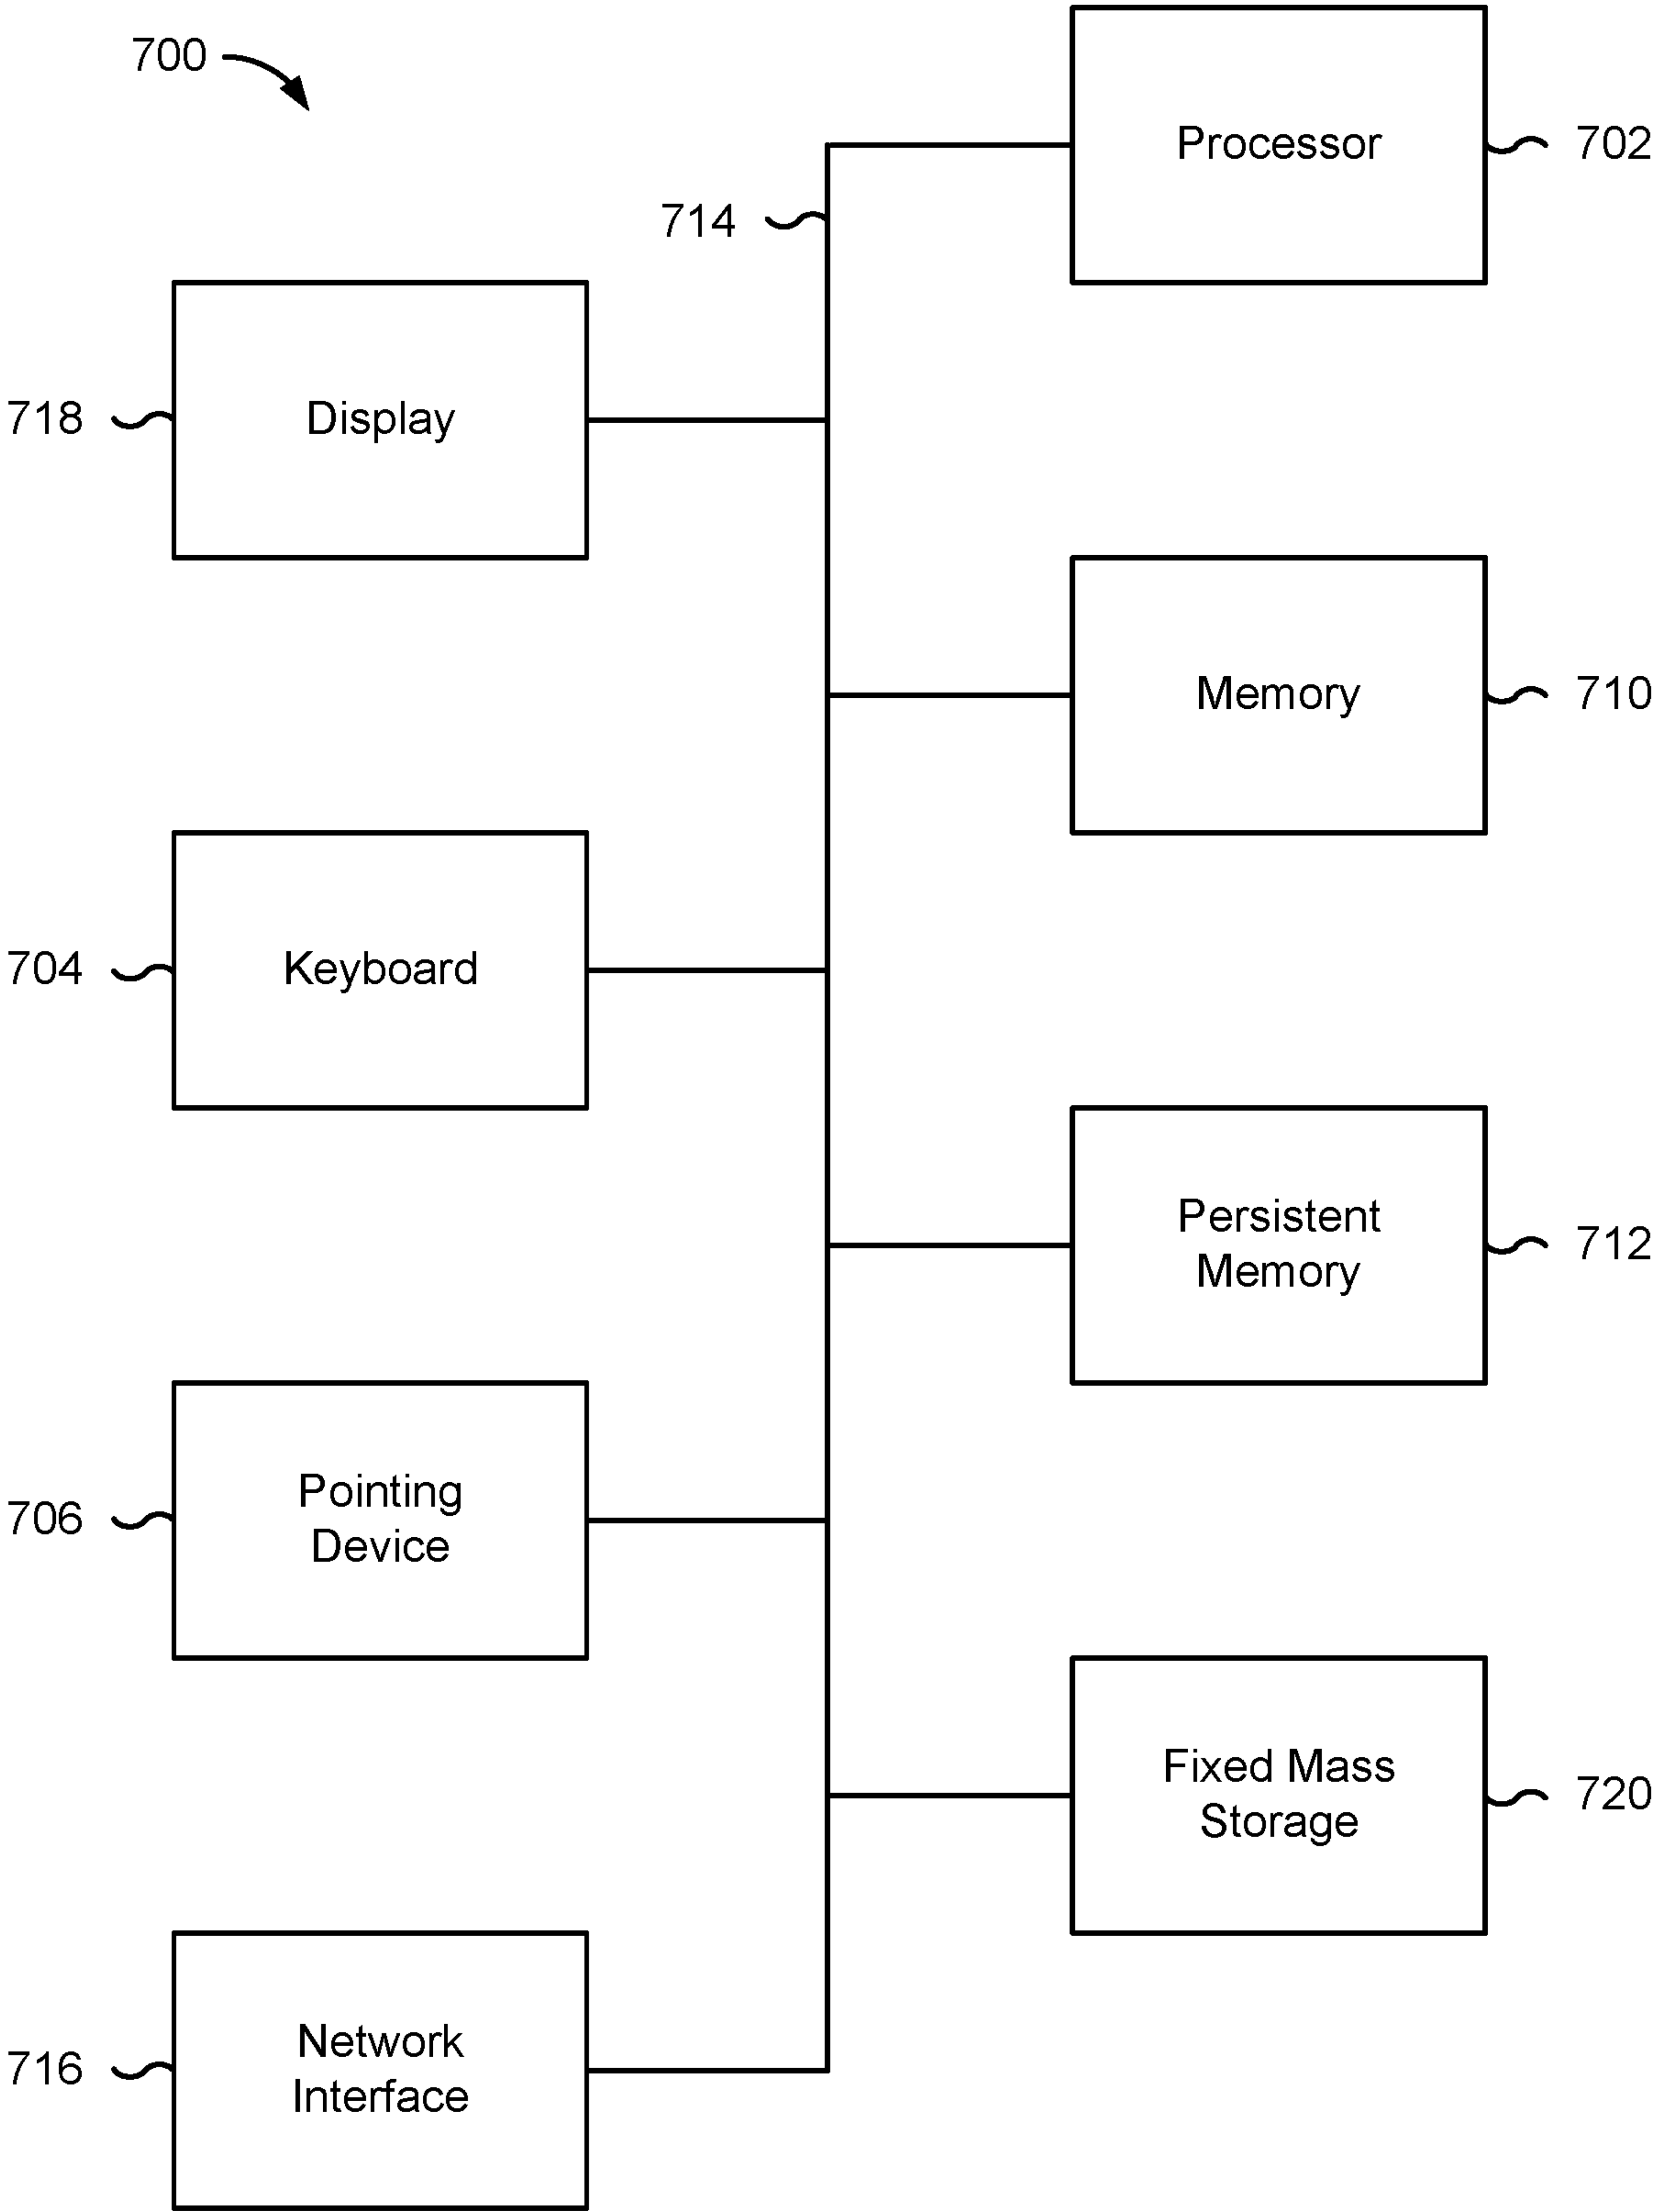 700
Processor
702
714
Display
718
Memory
710
Keyboard
704
Persistent
Memory
712
Pointing
Device
706
Fixed Mass
Storage
720
Network
Interface
716